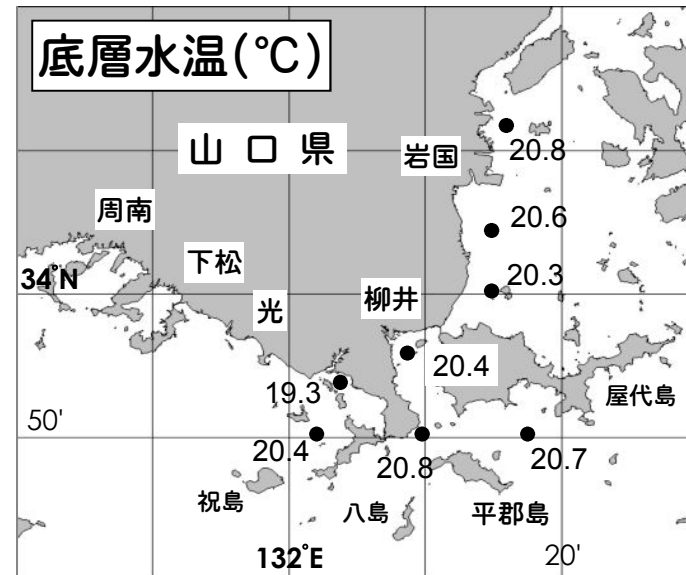 底層水温(℃)
山口県
岩国
20.8
周南
20.6
下松
34°N
20.3
光
柳井
20.4
19.3
屋代島
50'
20.4
20.8
20.7
祝島
八島
平郡島
132°E
20'